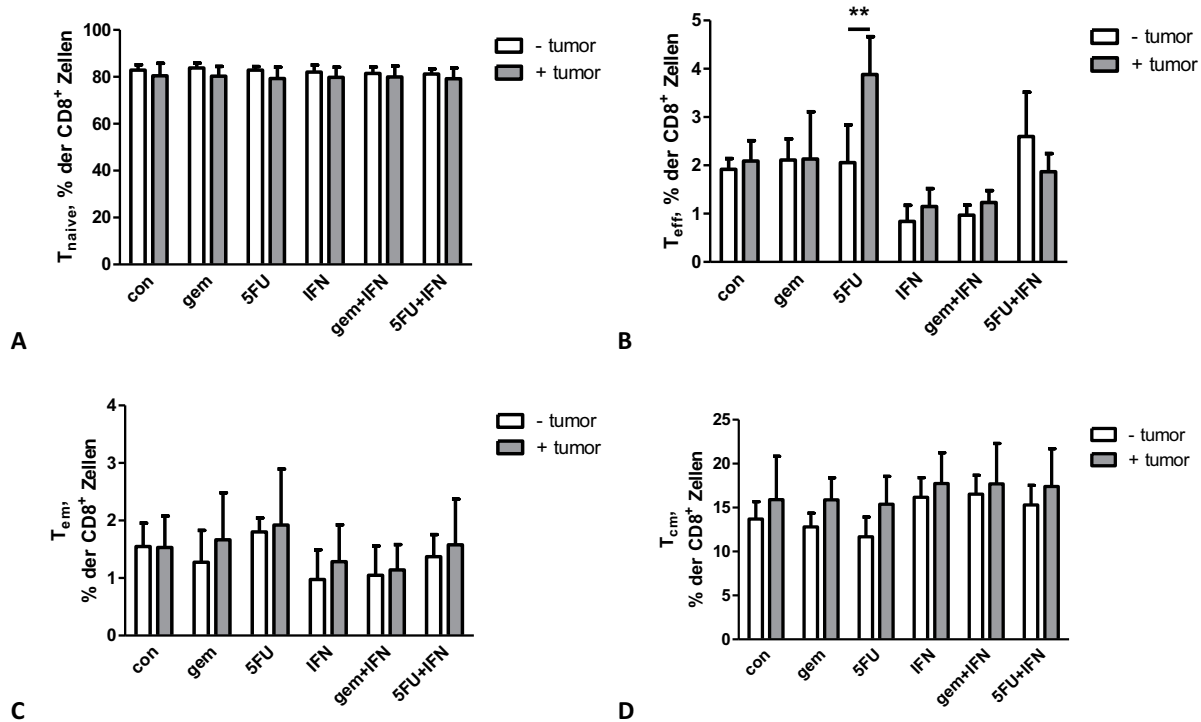 100
80
60
40
20
0
T_naive, % der CD8⁺ Zellen
con
gem
5FU
IFN
gem+IFN
5FU+IFN
- tumor
+ tumor
A
**
5
4
3
2
1
0
T_eff, % der CD8⁺ Zellen
con
gem
5FU
IFN
gem+IFN
5FU+IFN
- tumor
+ tumor
B
4
3
2
1
0
T_em,
% der CD8⁺ Zellen
con
gem
5FU
IFN
gem+IFN
5FU+IFN
- tumor
+ tumor
C
25
20
15
10
5
0
T_cm,
% der CD8⁺ Zellen
con
gem
5FU
IFN
gem+IFN
5FU+IFN
- tumor
+ tumor
D